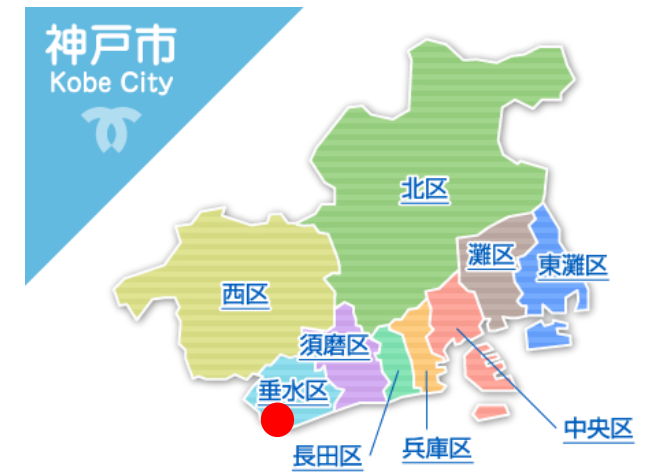 神戸市
Kobe City
北区
灘区
東灘区
西区
須磨区
垂水区
中央区
兵庫区
長田区